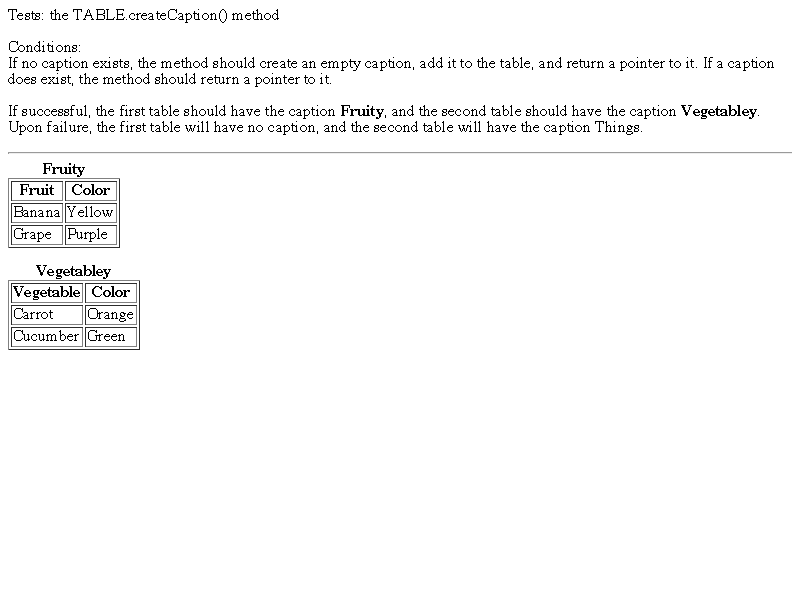 Tests: the TABLE.createCaption() method
Conditions:
If no caption exists, the method should create an empty caption, add it to the table, and return a pointer to it. If a caption
does exist, the method should return a pointer to it.
If successful, the first table should have the caption Fruity, and the second table should have the caption Vegetabley.
Upon failure, the first table will have no caption, and the second table will have the caption Things.
Fruity
Fruit Color
Banana Yellow
Grape Purple
Vegetabley
Vegetable Color
Carrot Orange
Cucumber Green